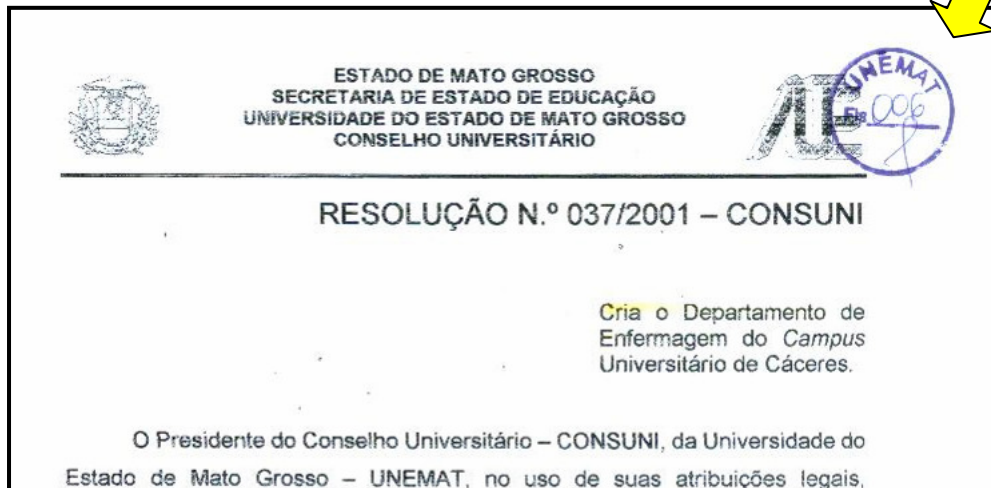 ESTADO DE MATO GROSSO
SECRETARIA DE ESTADO DE EDUCAÇÃO
UNIVERSIDADE DO ESTADO DE MATO GROSSO
CONSELHO UNIVERSITÁRIO
UNEMAT
Fls 006
RESOLUÇÃO N.º 037/2001 – CONSUNI
Cria o Departamento de
Enfermagem do Campus
Universitário de Cáceres.
O Presidente do Conselho Universitário – CONSUNI, da Universidade do
Estado de Mato Grosso – UNEMAT, no uso de suas atribuições legais,